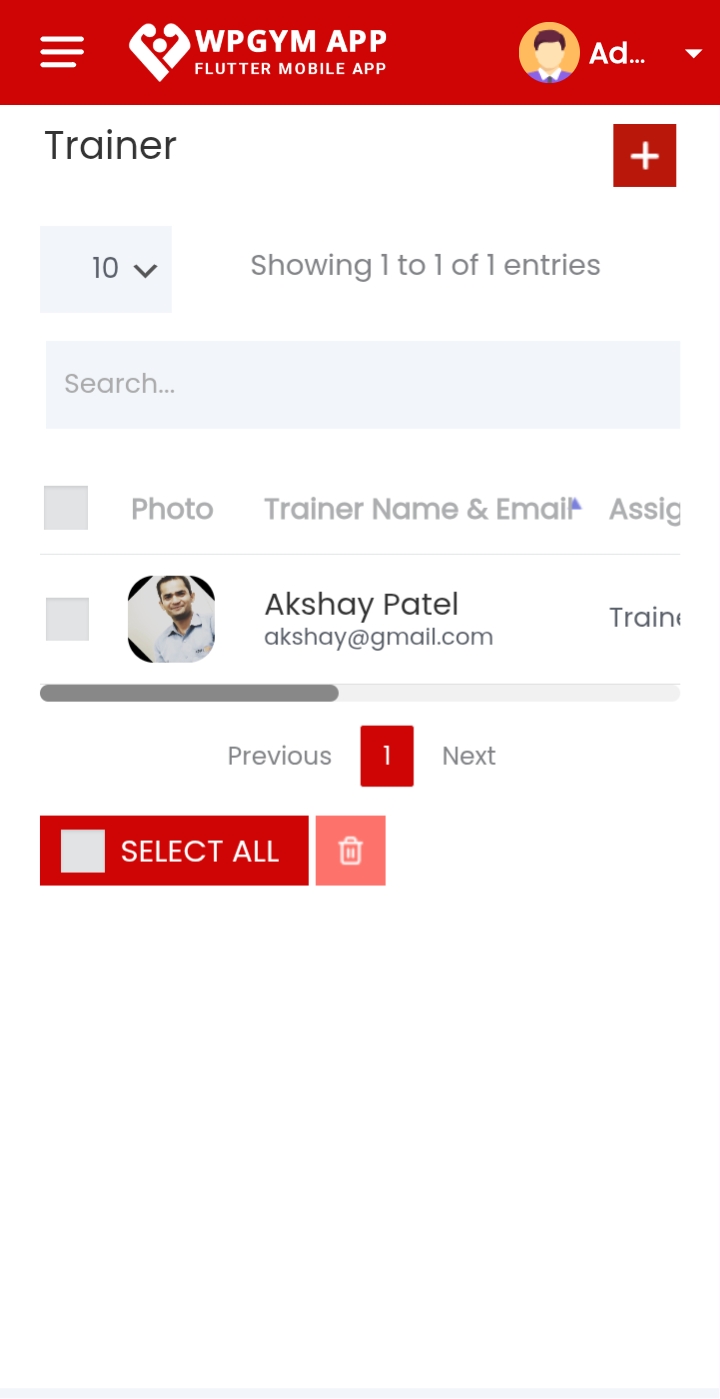 WPGYM APP
FLUTTER MOBILE APP
Ad...
Trainer
10
Showing 1 to 1 of 1 entries
Search...
Photo Trainer Name & Email Assig
Akshay Patel
akshay@gmail.com
Traine
Previous 1 Next
SELECT ALL